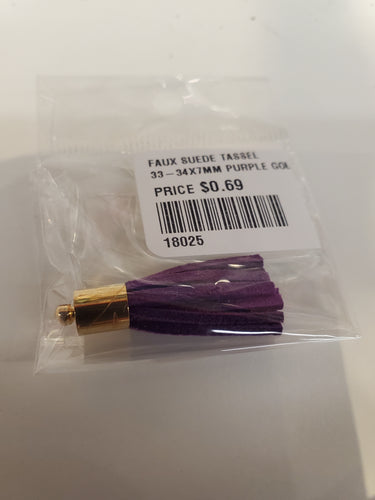 FAUX SUEDE TASSEL
33-34X7MM PURPLE GOL
PRICE $0.69
18025